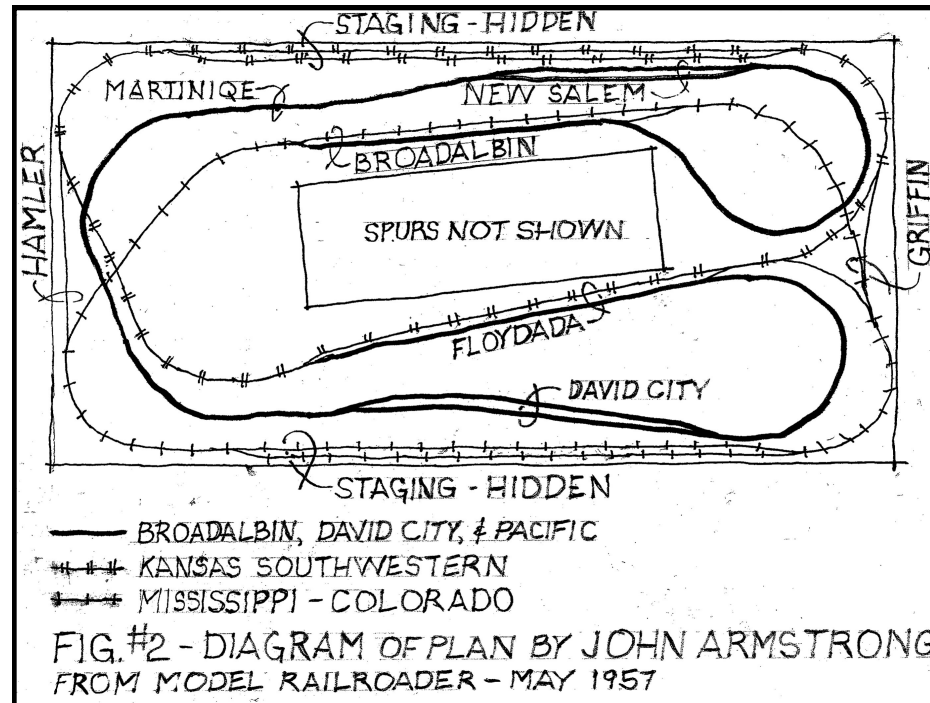 STAGING - HIDDEN
MARTINIQE
NEW SALEM
BROADALBIN
HAMLER
SPURS NOT SHOWN
GRIFFIN
FLOYDADA
DAVID CITY
STAGING - HIDDEN
BROADALBIN, DAVID CITY, & PACIFIC
KANSAS SOUTHWESTERN
MISSISSIPPI - COLORADO
FIG. #2 - DIAGRAM OF PLAN BY JOHN ARMSTRONG
FROM MODEL RAILROADER - MAY 1957